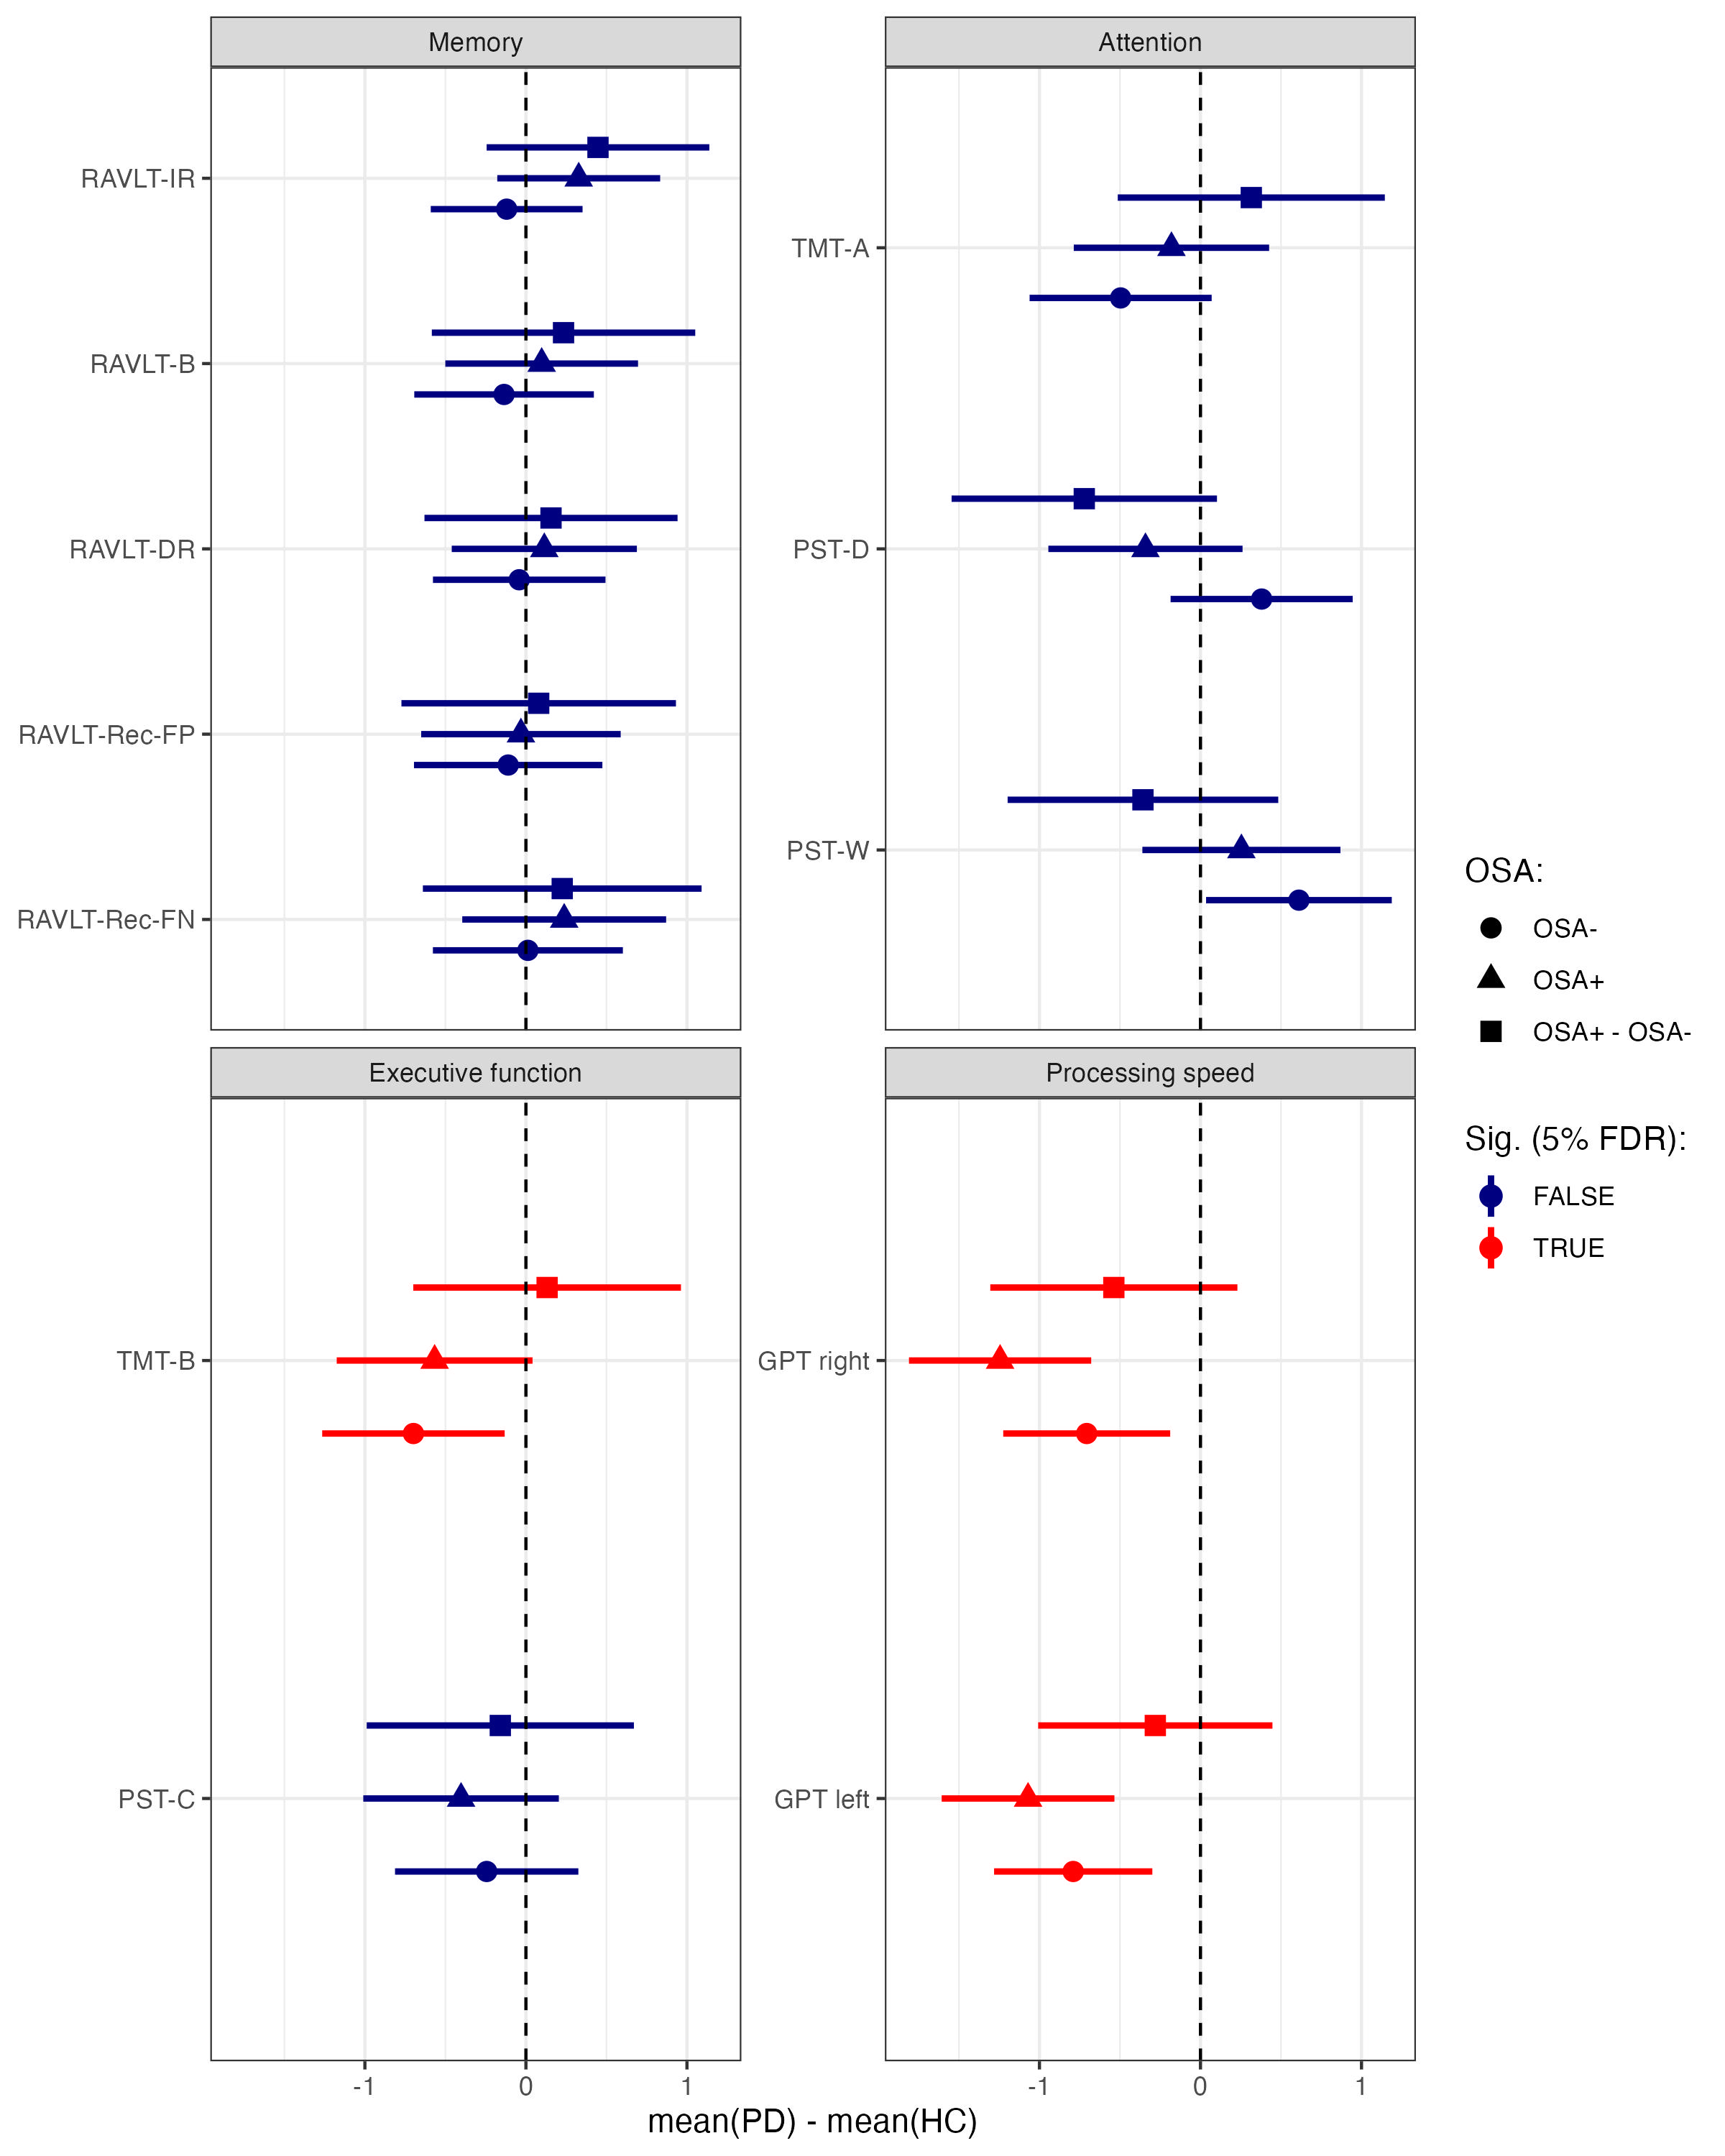 Memory
RAVLT-IR
RAVLT-B
RAVLT-DR
RAVLT-Rec-FP
RAVLT-Rec-FN
Attention
TMT-A
PST-D
PST-W
Executive function
TMT-B
PST-C
-1 0 1
Processing speed
GPT right
GPT left
-1 0 1
mean(PD) - mean(HC)
OSA:
OSA-
OSA+
OSA+ - OSA-
Sig. (5% FDR):
FALSE
TRUE